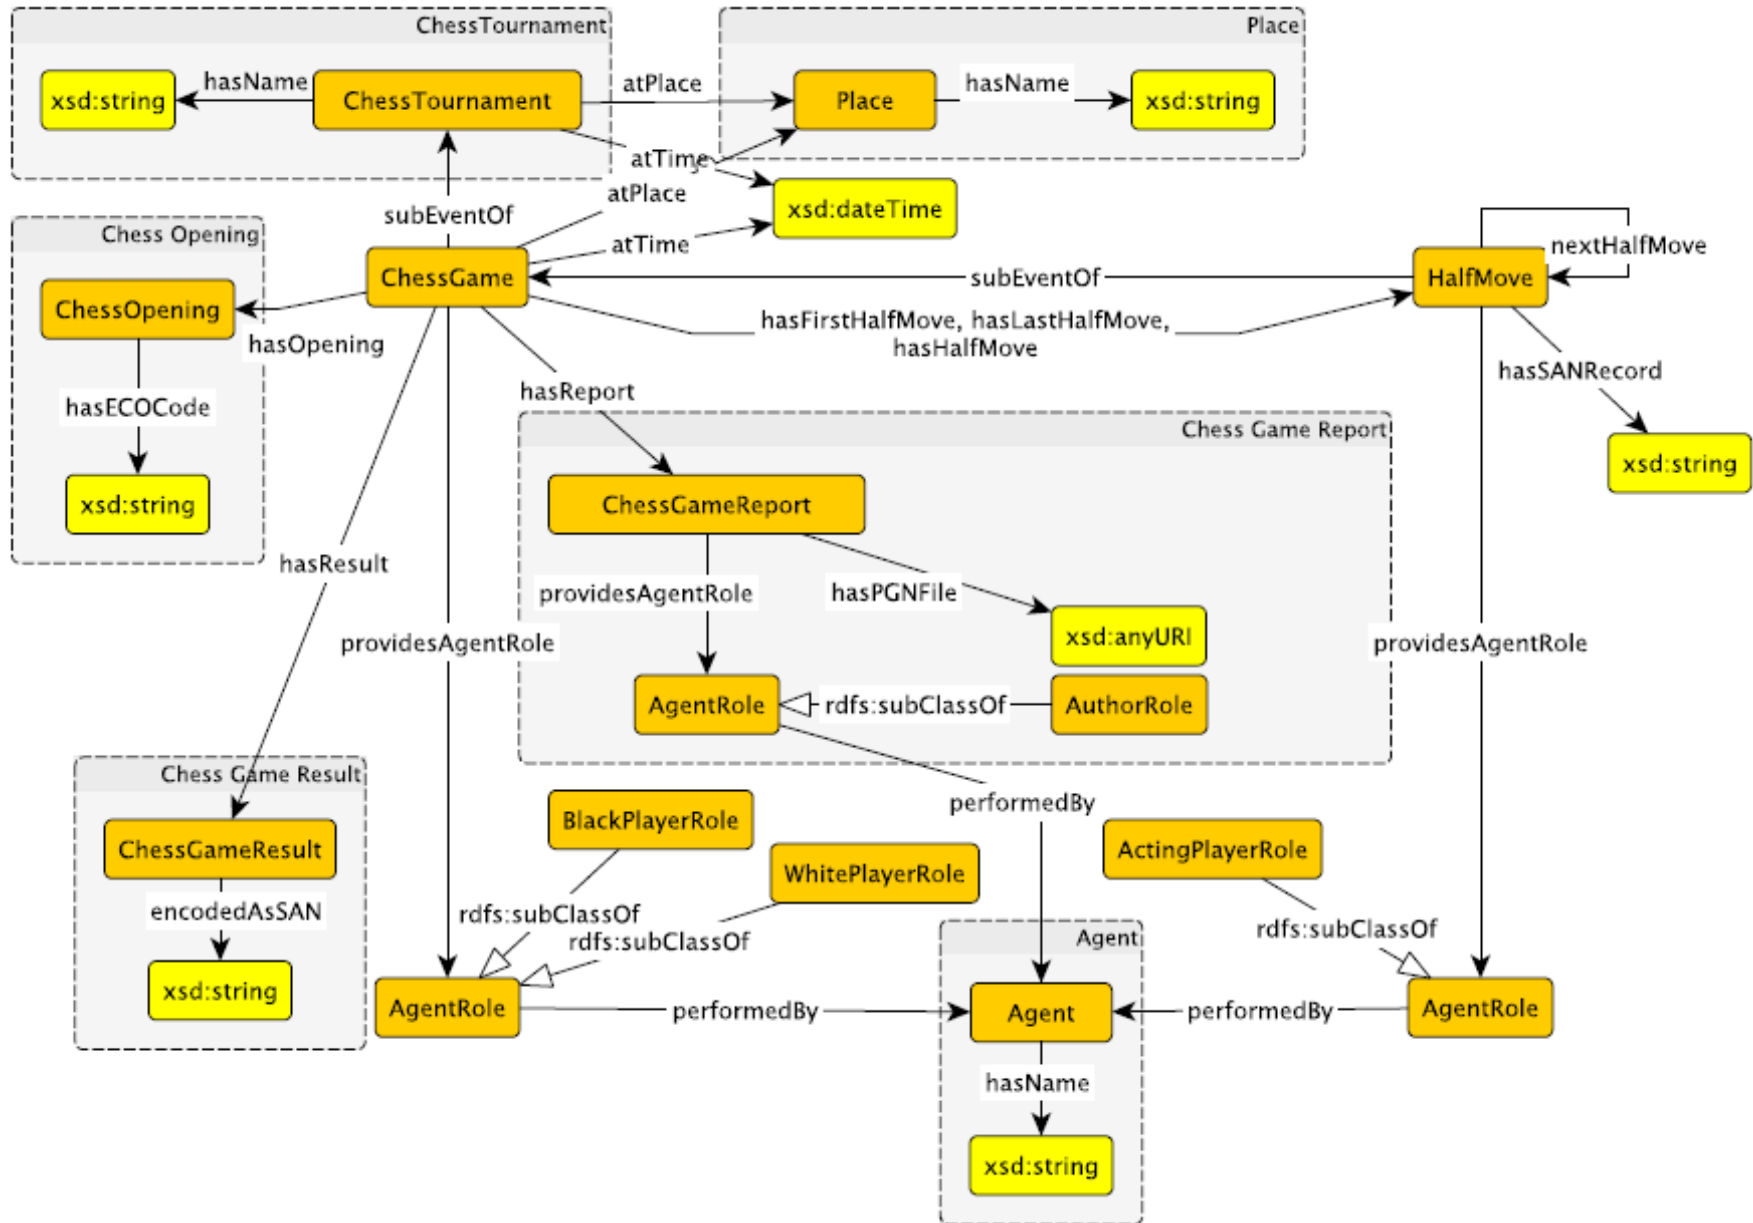 ChessTournament
Place
xsd:string
hasName
ChessTournament
atPlace
Place
hasName
xsd:string
atTime
atPlace
xsd:dateTime
subEventOf
atTime
Chess Opening
ChessOpening
hasOpening
ChessGame
subEventOf
HalfMove
nextHalfMove
hasFirstHalfMove, hasLastHalfMove,
hasHalfMove
hasECOCode
xsd:string
hasReport
hasSANRecord
xsd:string
Chess Game Report
ChessGameReport
hasResult
providesAgentRole
providesAgentRole
hasPGNFile
xsd:anyURI
providesAgentRole
AgentRole
rdfs:subClassOf
AuthorRole
Chess Game Result
ChessGameResult
encodedAsSAN
xsd:string
BlackPlayerRole
WhitePlayerRole
performedBy
ActingPlayerRole
rdfs:subClassOf
rdfs:subClassOf
rdfs:subClassOf
Agent
AgentRole
performedBy
Agent
performedBy
AgentRole
hasName
xsd:string